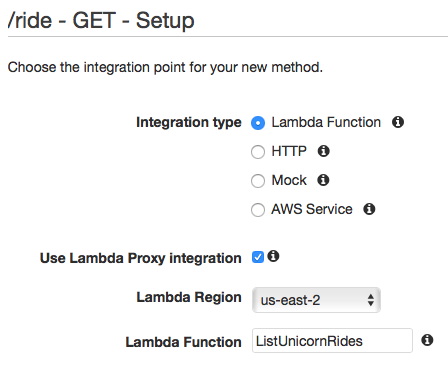 /ride - GET - Setup
Choose the integration point for your new method.
Integration type Lambda Function
HTTP
Mock
AWS Service
Use Lambda Proxy integration
Lambda Region us-east-2
Lambda Function ListUnicornRides